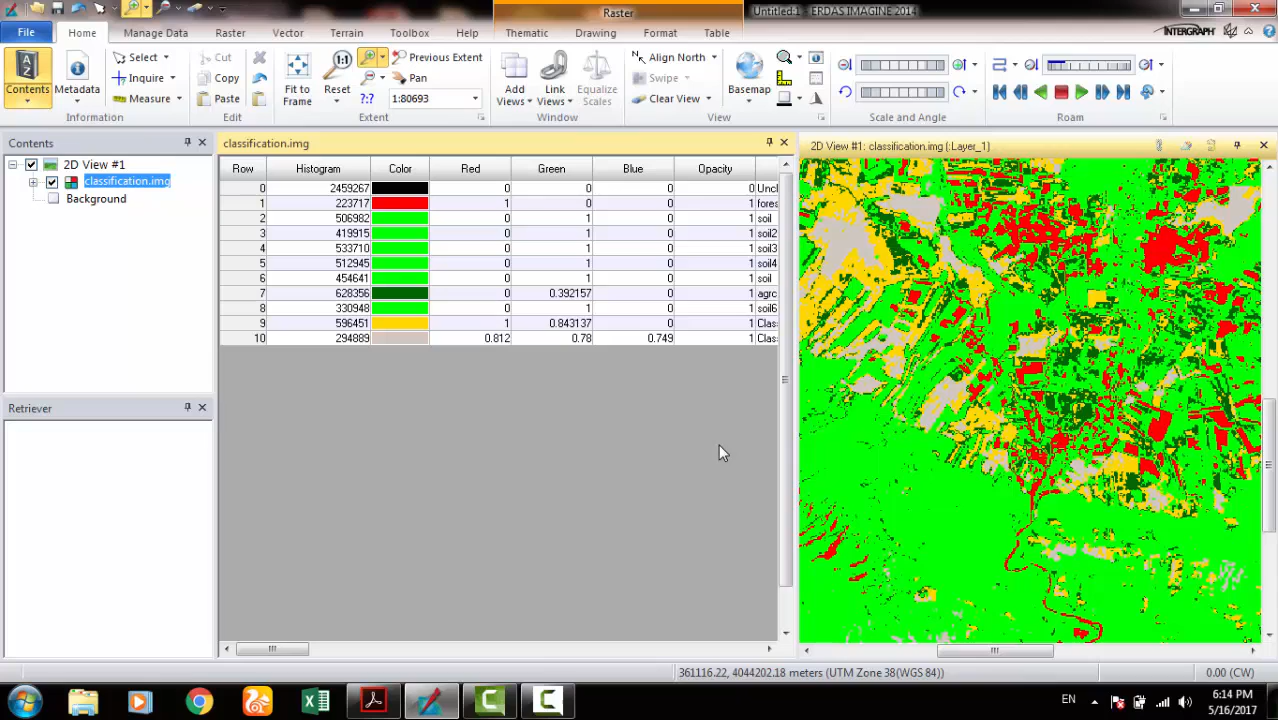 Raster
Untitled:1 - ERDAS IMAGINE 2014
File Home Manage Data Raster Vector Terrain Toolbox Help Thematic Drawing Format Table INTERGRAPH
Contents
Metadata
Information
Select
Inquire
Measure
Cut
Copy
Paste
Edit
Fit to Frame
1:1
Reset
Previous Extent
Pan
1:80693
Extent
Add Views
Link Views
Equalize Scales
Window
Align North
Swipe
Clear View
View
Basemap
Scale and Angle
Roam
Contents
2D View #1
classification.img
Background
Retriever
classification.img
Row Histogram Color Red Green Blue Opacity
0 2459267 0 0 0 0 Uncl
1 223717 1 0 0 1 fores
2 506982 0 1 0 1 soil
3 419915 0 1 0 1 soil2
4 533710 0 1 0 1 soil3
5 512945 0 1 0 1 soil4
6 454641 0 1 0 1 soil
7 628356 0 0.392157 0 1 agrc
8 330948 0 1 0 1 soil6
9 596451 1 0.843137 0 1 Clas
10 294889 0.812 0.78 0.749 1 Clas
2D View #1: classification.img (:Layer_1)
361116.22, 4044202.18 meters (UTM Zone 38(WGS 84))
0.00 (CW)
EN
6:14 PM
5/16/2017